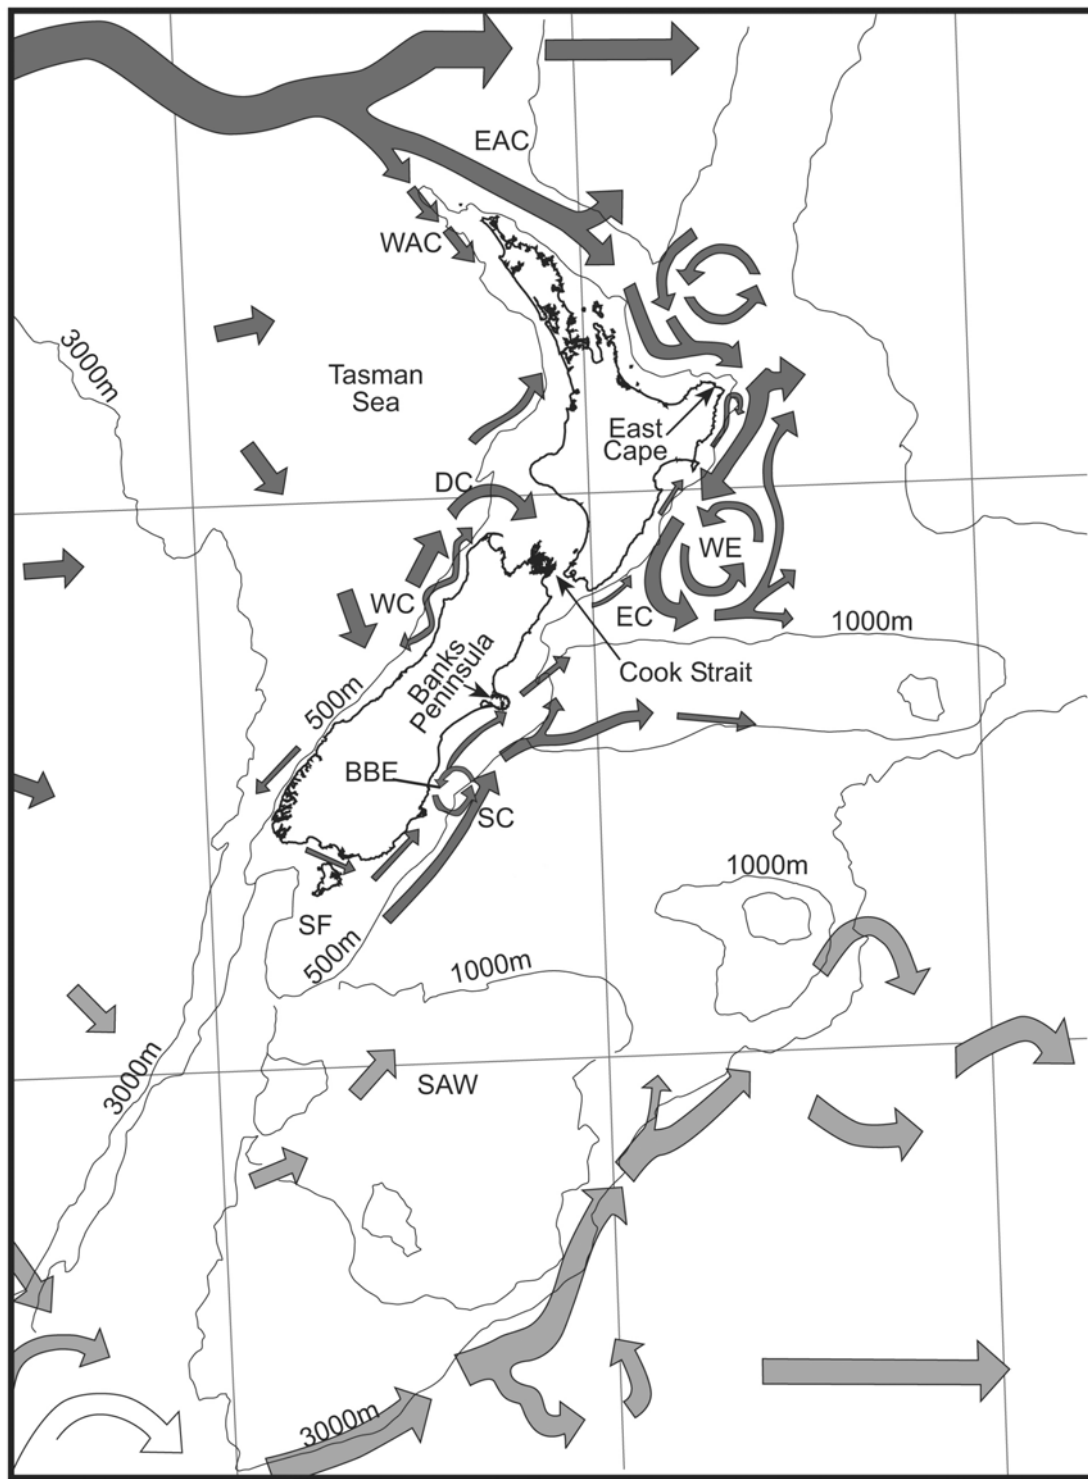 EAC
WAC
3000m
Tasman
Sea
East
Cape
DC
WE
WC
EC
1000m
Banks
Peninsula
Cook Strait
500m
BBE
SC
1000m
SF
500m
1000m
3000m
SAW
3000m